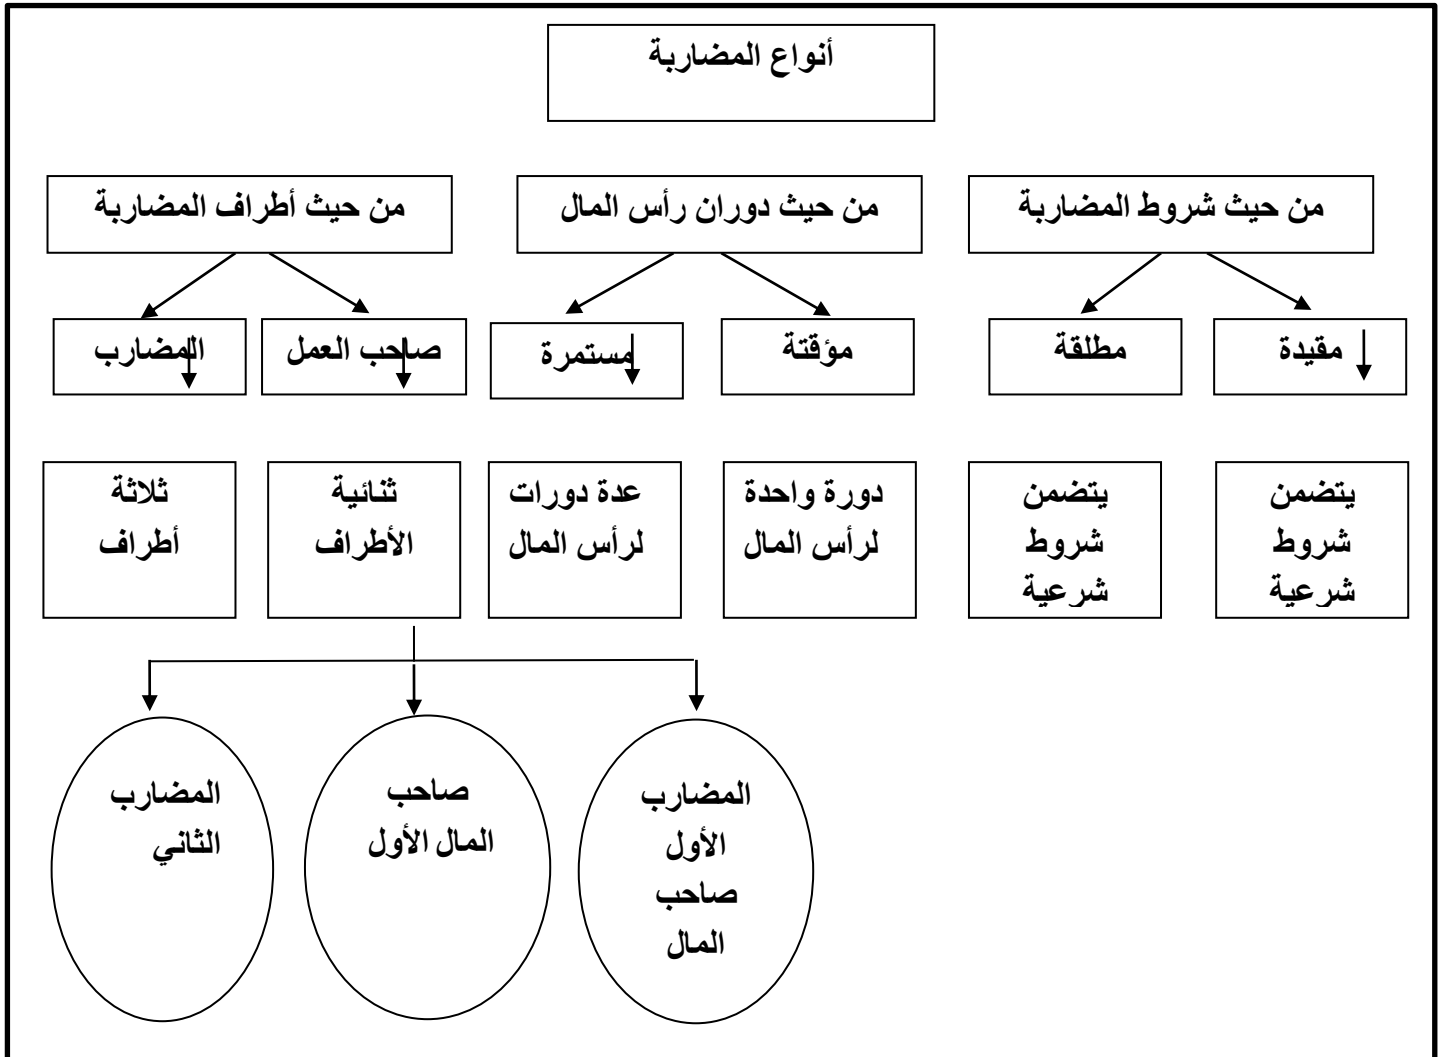 أنواع المضاربة
من حيث شروط المضاربة
من حيث دوران رأس المال
من حيث أطراف المضاربة
مقيدة
مطلقة
مؤقتة
مستمرة
صاحب العمل
المضارب
يتضمن
شروط
شرعية
يتضمن
شروط
شرعية
دورة واحدة
لرأس المال
عدة دورات
لرأس المال
ثنائية
الأطراف
ثلاثة
أطراف
المضارب
الأول
صاحب
المال
صاحب
المال الأول
المضارب
الثاني